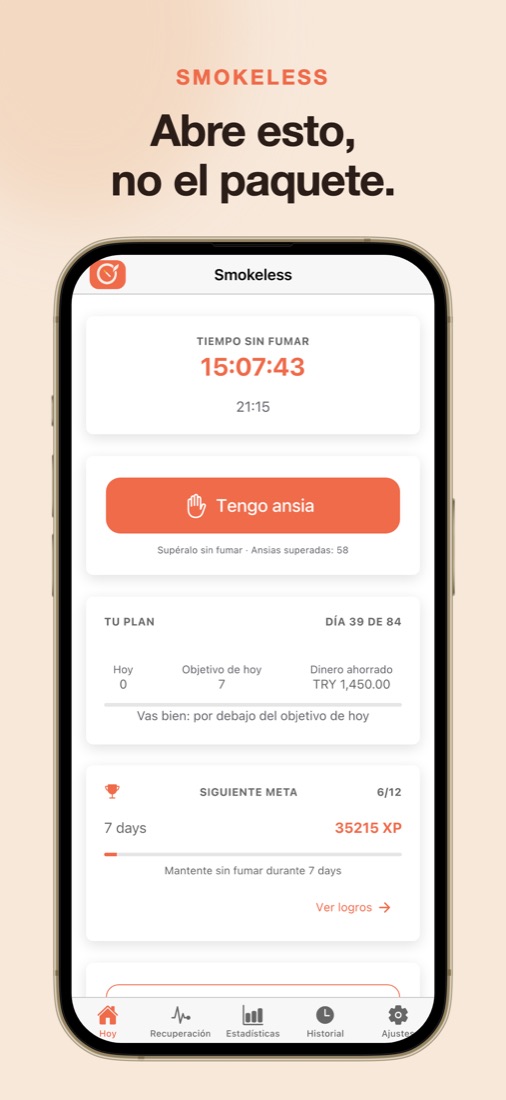 SMOKELESS
Abre esto,
no el paquete.
Smokeless
TIEMPO SIN FUMAR
15:07:43
21:15
Tengo ansia
Supéralo sin fumar · Ansias superadas: 58
TU PLAN DÍA 39 DE 84
Hoy Objetivo de hoy Dinero ahorrado
0 7 TRY 1,450.00
Vas bien: por debajo del objetivo de hoy
SIGUIENTE META 6/12
7 days 35215 XP
Mantente sin fumar durante 7 days
Ver logros →
Hoy Recuperación Estadísticas Historial Ajustes